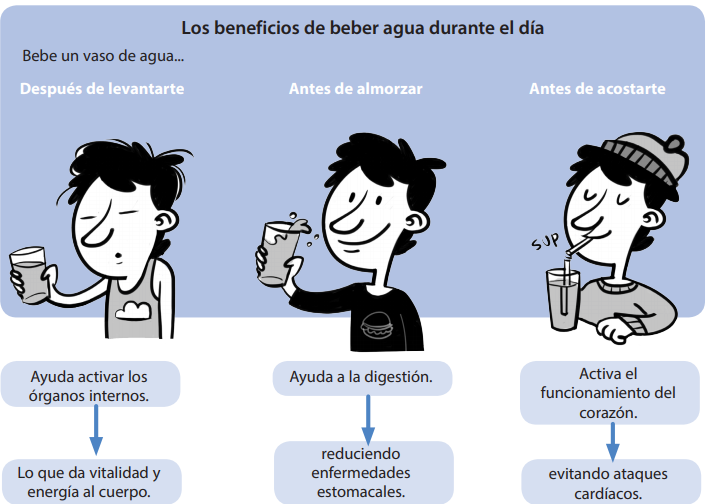 Los beneficios de beber agua durante el día
Bebe un vaso de agua...
Después de levantarte
Antes de almorzar
Antes de acostarte
SUP
Ayuda activar los
órganos internos.
Ayuda a la digestión.
Activa el
funcionamiento del
corazón.
Lo que da vitalidad y
energía al cuerpo.
reduciendo
enfermedades
estomacales.
evitando ataques
cardíacos.